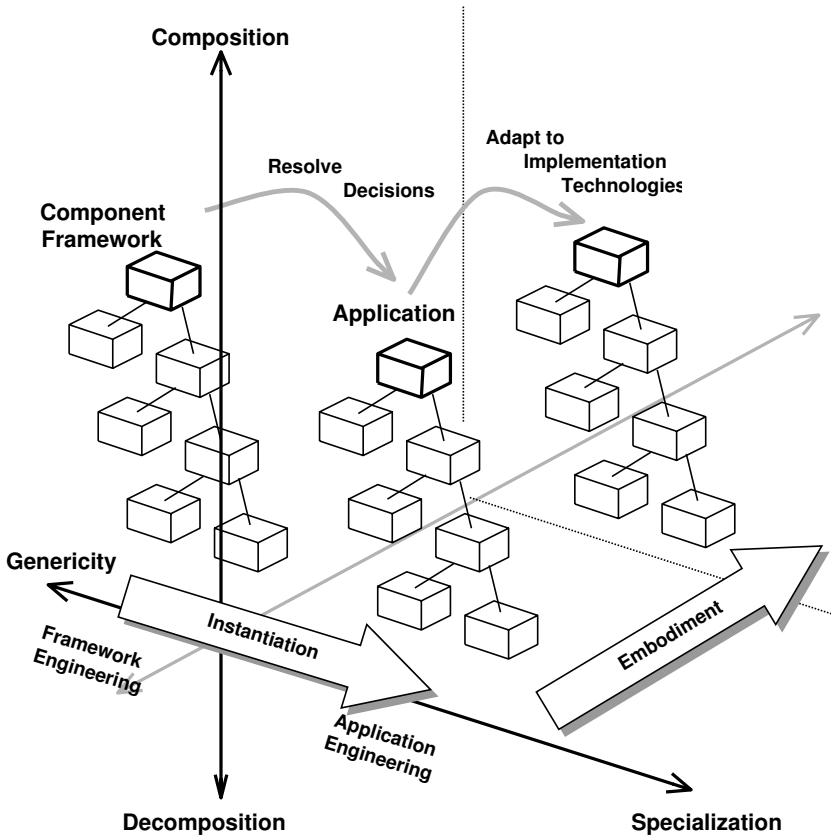 Composition
Adapt to
Implementation
Technologies
Resolve
Decisions
Component
Framework
Application
Genericity
Instantiation
Embodiment
Framework
Engineering
Application
Engineering
Decomposition
Specialization